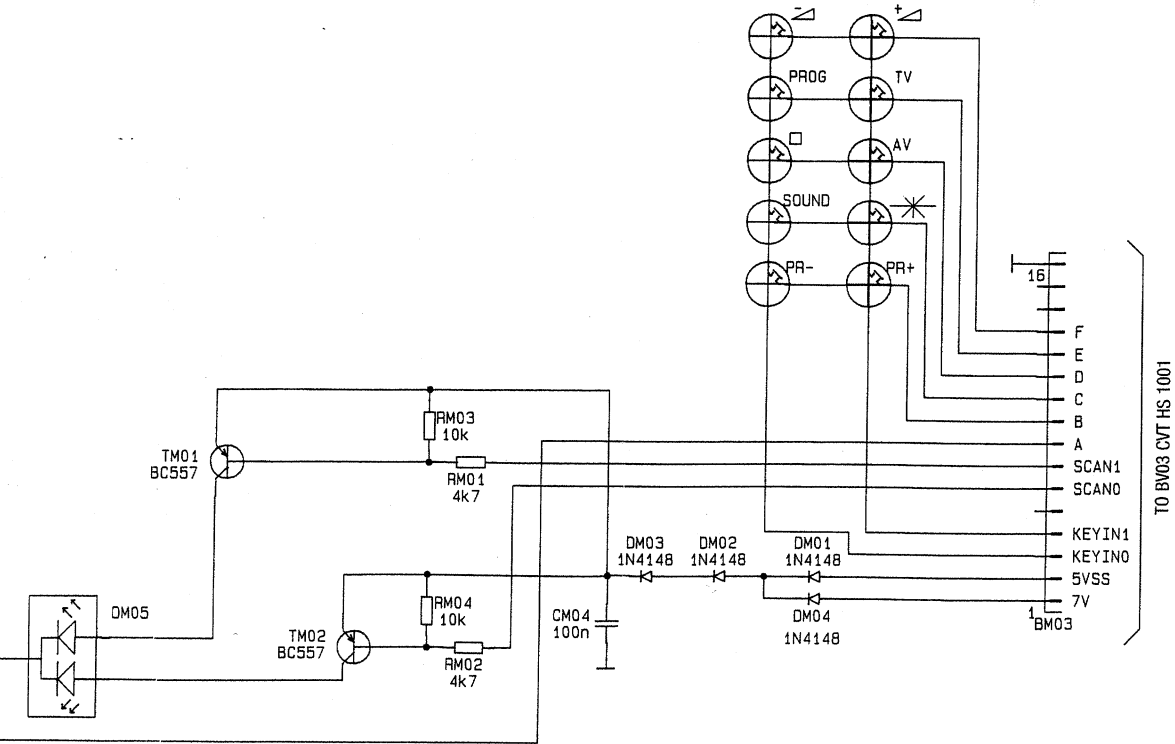 -
+
PROG
TV
□
AV
SOUND
PR-
PR+
16
F
E
D
C
B
A
SCAN1
SCAN0
KEYIN1
KEYIN0
5VSS
7V
1
BM03
TO BV03 CVT HS 1001
RM03
10k
TM01
BC557
RM01
4k7
DM03
1N4148
DM02
1N4148
DM01
1N4148
DM04
1N4148
DM05
RM04
10k
CM04
100n
TM02
BC557
RM02
4k7